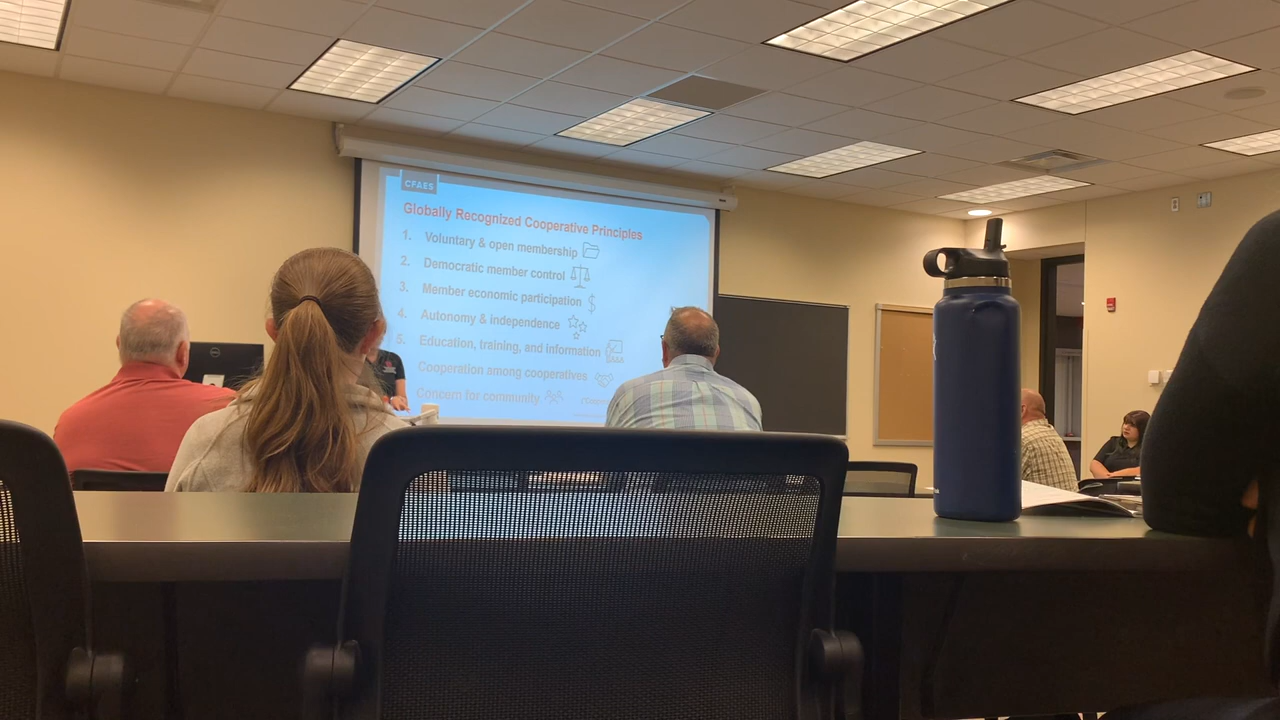 CFAES
Globally Recognized Cooperative Principles
1. Voluntary & open membership
2. Democratic member control
3. Member economic participation $
4. Autonomy & independence
5. Education, training, and information
Cooperation among cooperatives
Concern for community
DELL